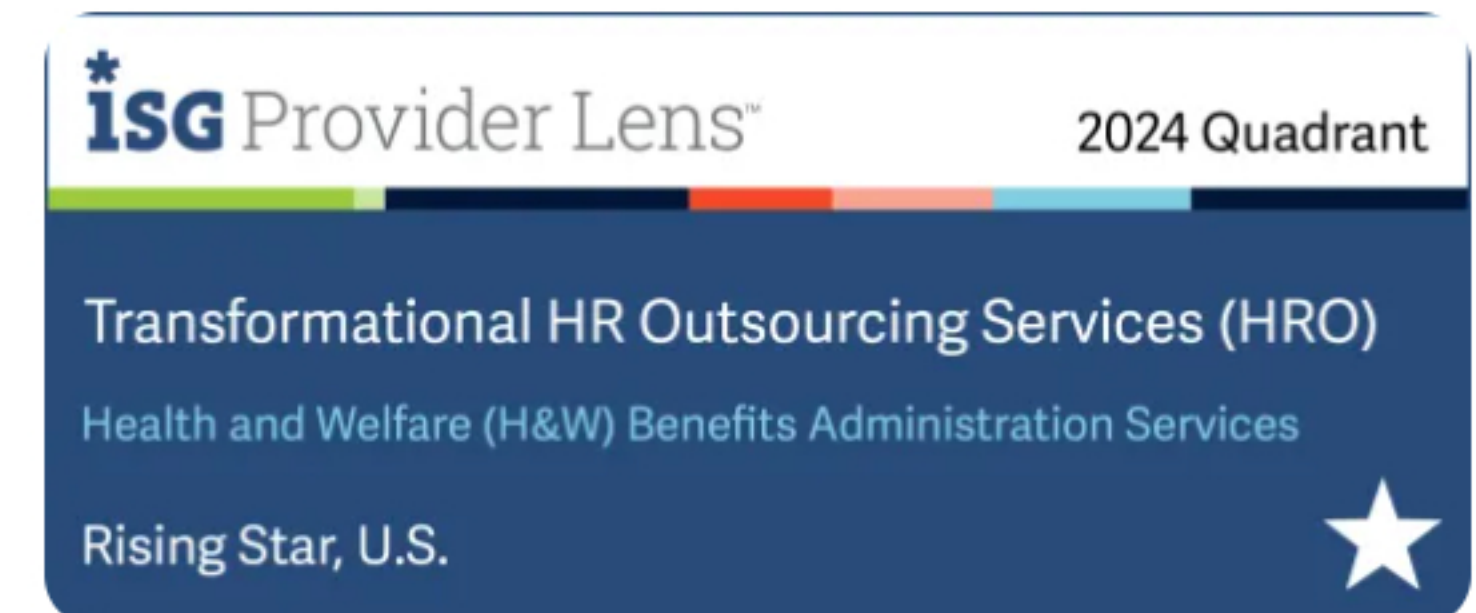 *ISG Provider Lens™ 2024 Quadrant
Transformational HR Outsourcing Services (HRO)
Health and Welfare (H&W) Benefits Administration Services
Rising Star, U.S.